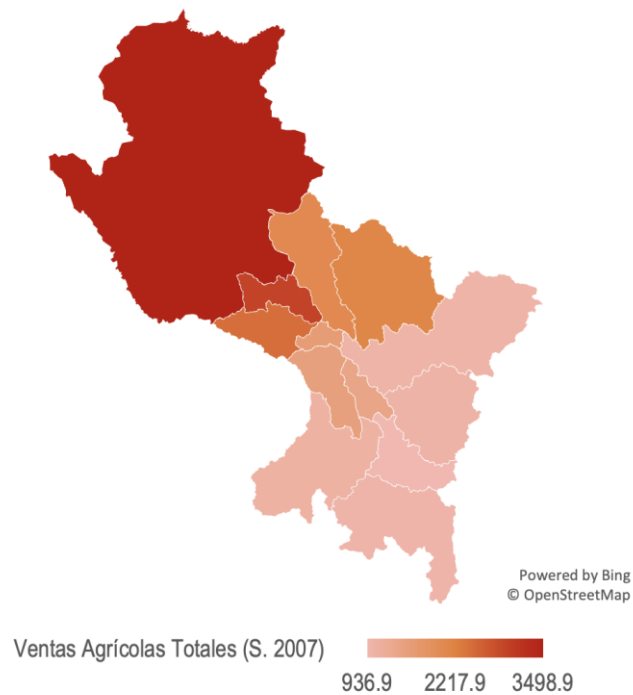 Powered by Bing
© OpenStreetMap
Ventas Agrícolas Totales (S. 2007)
936.9 2217.9 3498.9